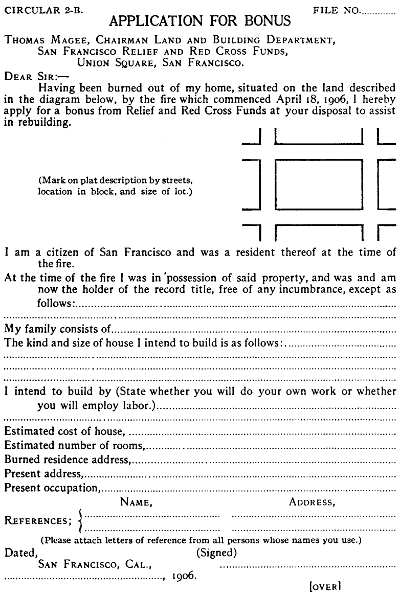 CIRCULAR 2-B. FILE NO.............
APPLICATION FOR BONUS
THOMAS MAGEE, CHAIRMAN LAND AND BUILDING DEPARTMENT,
SAN FRANCISCO RELIEF AND RED CROSS FUNDS,
UNION SQUARE, SAN FRANCISCO.
DEAR SIR:—
Having been burned out of my home, situated on the land described
in the diagram below, by the fire which commenced April 18, 1906, I hereby
apply for a bonus from Relief and Red Cross Funds at your disposal to assist
in rebuilding.
(Mark on plat description by streets,
location in block, and size of lot.)
I am a citizen of San Francisco and was a resident thereof at the time of
the fire.
At the time of the fire I was in possession of said property, and was and am
now the holder of the record title, free of any incumbrance, except as
follows:
My family consists of
The kind and size of house I intend to build is as follows:
I intend to build by (State whether you will do your own work or whether
you will employ labor.)
Estimated cost of house,
Estimated number of rooms,
Burned residence address,
Present address,
Present occupation,
NAME, ADDRESS,
REFERENCES;
(Please attach letters of reference from all persons whose names you use.)
Dated, (Signed)
SAN FRANCISCO, CAL.,
, 1906.
[OVER]